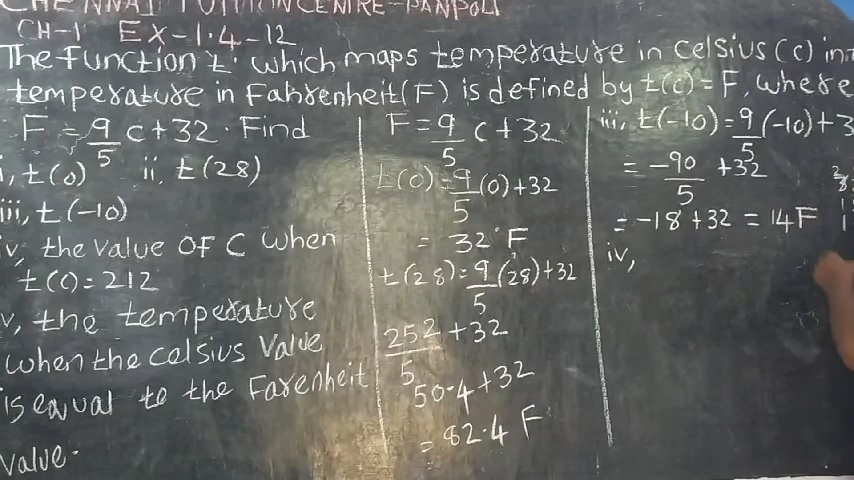 CHENNAI TUITION CENTRE-PANPOLI
CH-1 EX-1.4-12
The function t. which maps temperature in Celsius (c) in
temperature in Fahrenheit (F) is defined by t(c) = F, where
F = 9/5 c + 32. Find
i, t(0) ii, t(28)
iii, t(-10)
iv, the value OF C when
t(c) = 212
v, the temperature
when the celsius Value
is equal to the Farenheit
value.
F = 9/5 c + 32
t(0) = 9/5 (0) + 32
= 32° F
t(28) = 9/5 (28) + 32
252/5 + 32
50.4 + 32
= 82.4 F
iii, t(-10) = 9/5 (-10) + 3
= -90/5 + 32
= -18 + 32 = 14F
iv,